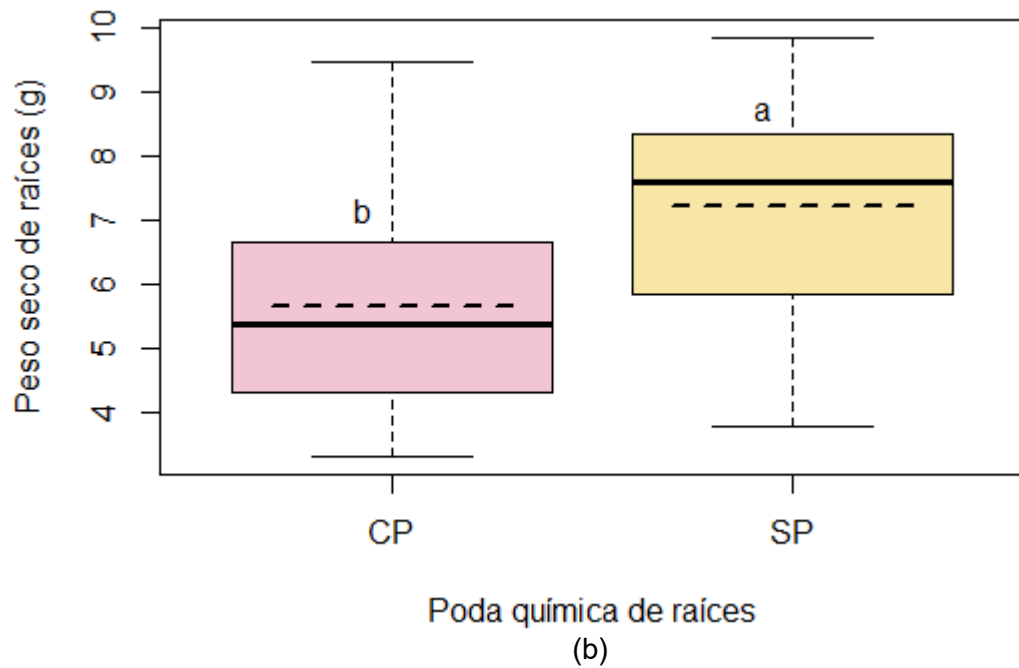 Peso seco de raíces (g)
10
9
8
7
6
5
4
b
a
CP
SP
Poda química de raíces
(b)